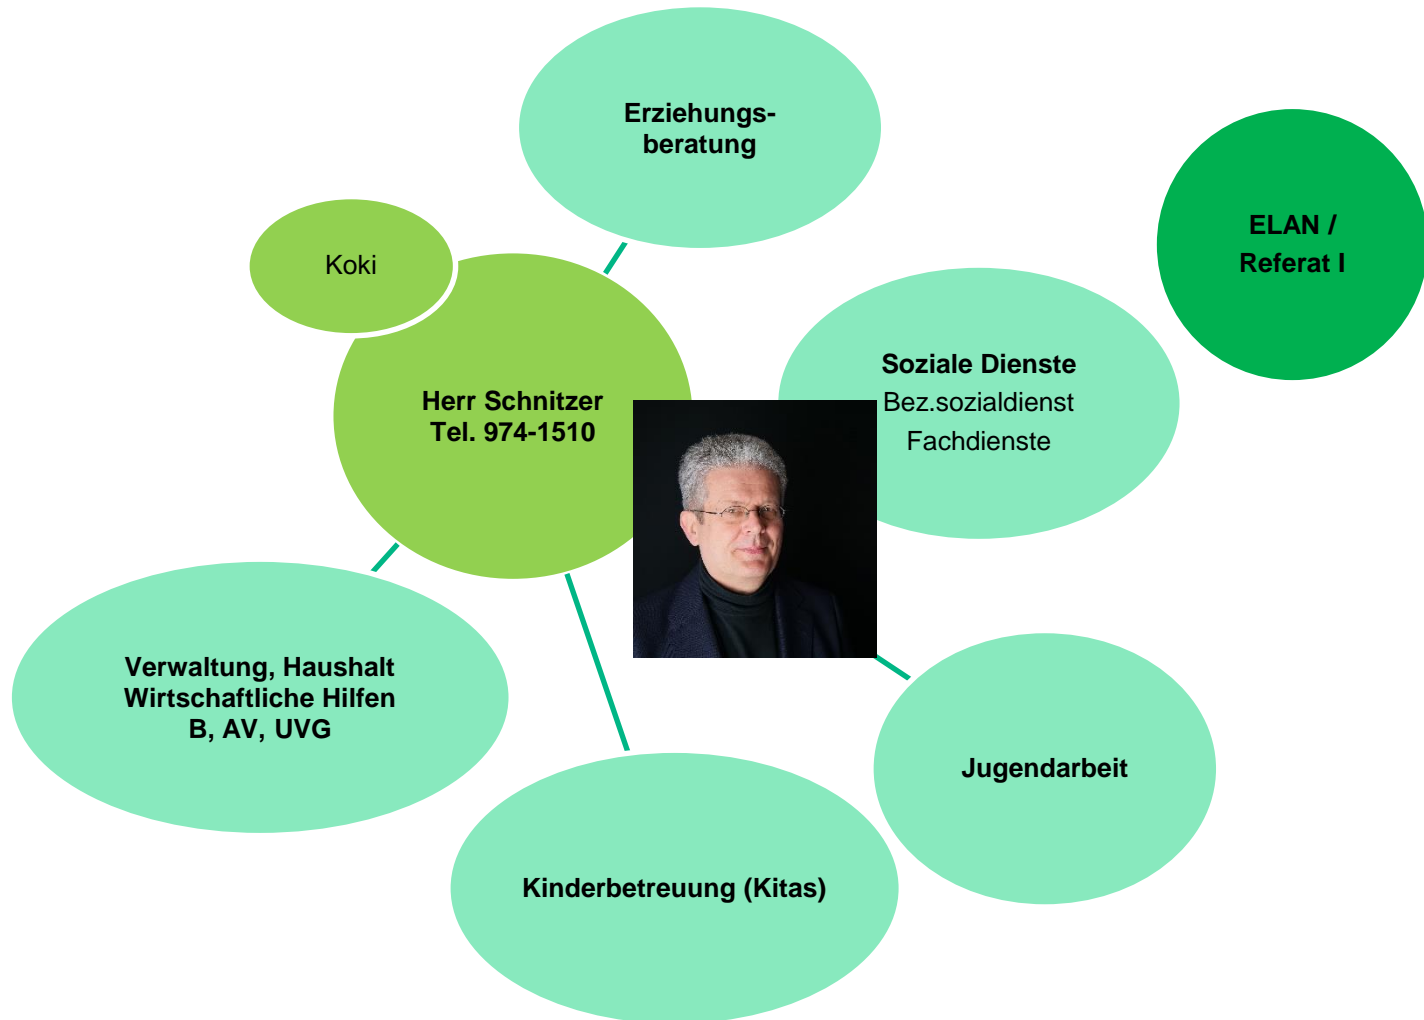 Erziehungs-
beratung
ELAN /
Referat I
Koki
Herr Schnitzer
Tel. 974-1510
Soziale Dienste
Bez.sozialdienst
Fachdienste
Verwaltung, Haushalt
Wirtschaftliche Hilfen
B, AV, UVG
Jugendarbeit
Kinderbetreuung (Kitas)